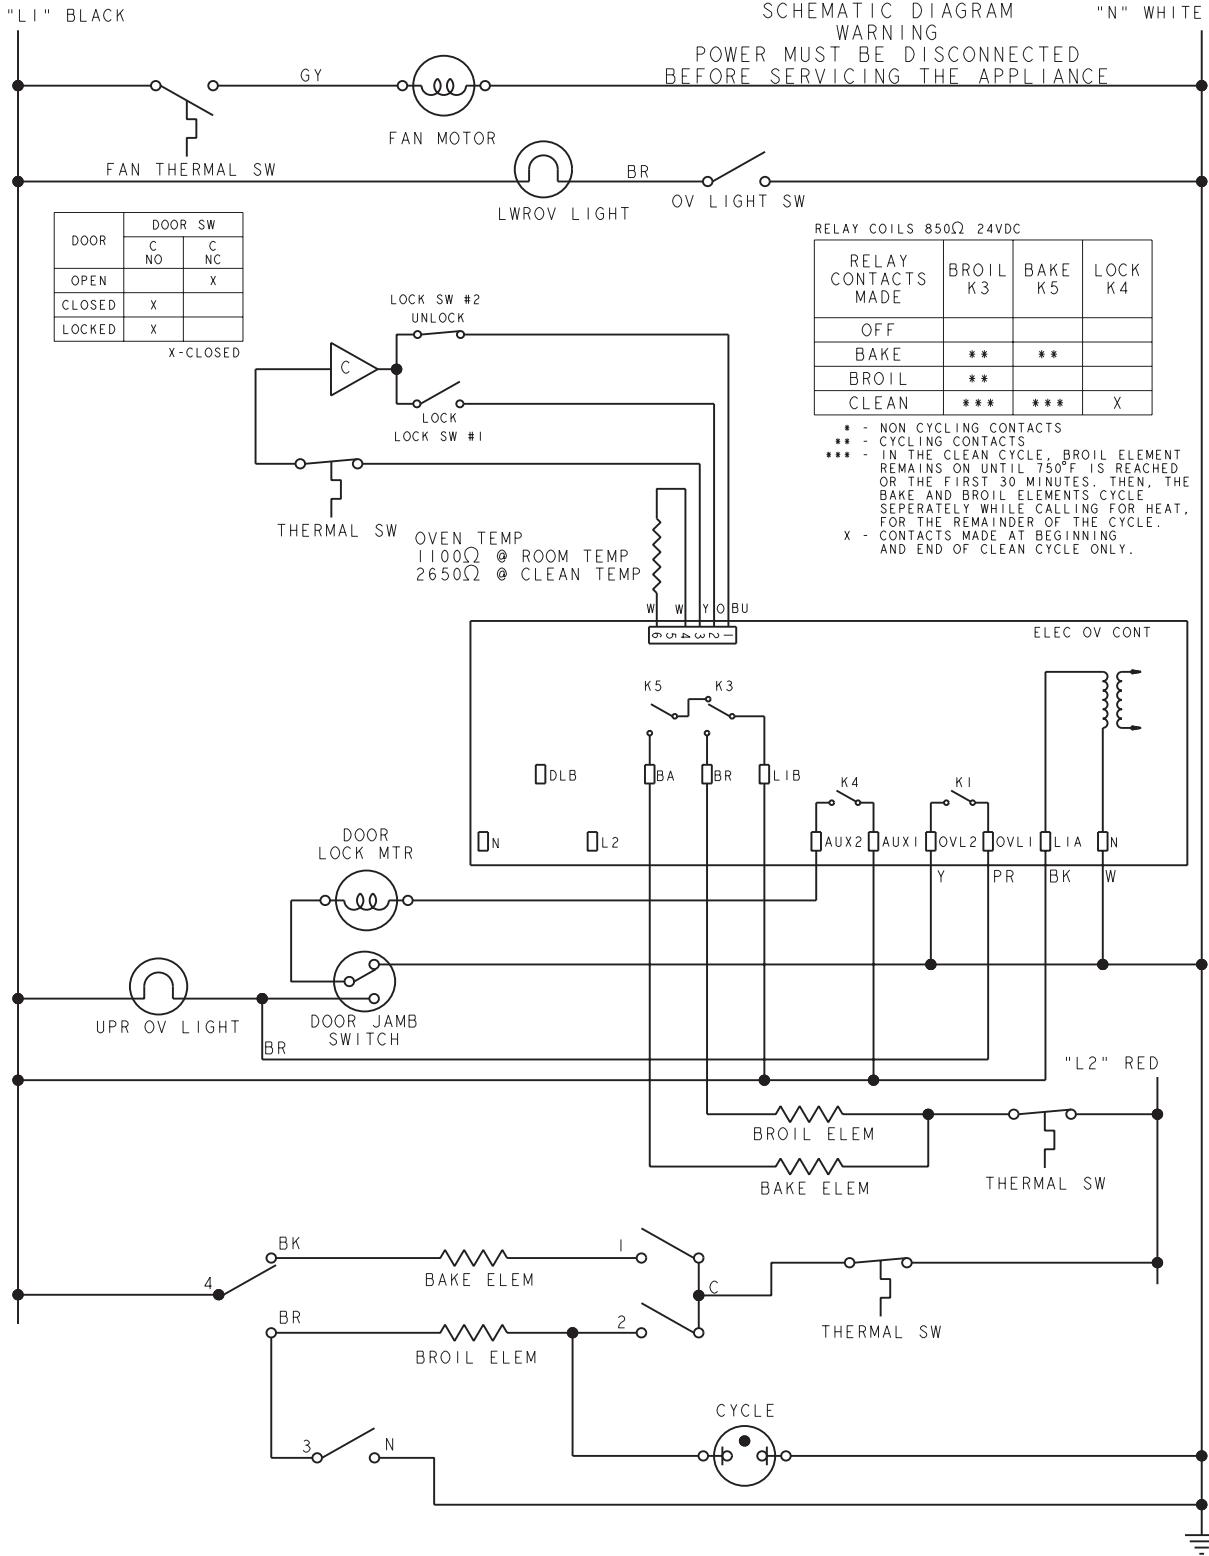 "L1" BLACK
SCHEMATIC DIAGRAM
"N" WHITE
WARNING
POWER MUST BE DISCONNECTED
BEFORE SERVICING THE APPLIANCE
GY
FAN MOTOR
FAN THERMAL SW
BR
LWROV LIGHT
OV LIGHT SW
DOOR
DOOR SW
C NO
C NC
OPEN X
CLOSED X
LOCKED X
X-CLOSED
RELAY COILS 850Ω 24VDC
RELAY CONTACTS MADE
BROIL K3
BAKE K5
LOCK K4
OFF
BAKE ** **
BROIL **
CLEAN *** *** X
* - NON CYCLING CONTACTS
** - CYCLING CONTACTS
*** - IN THE CLEAN CYCLE, BROIL ELEMENT
REMAINS ON UNTIL 750°F IS REACHED
OR THE FIRST 30 MINUTES. THEN, THE
BAKE AND BROIL ELEMENTS CYCLE
SEPERATELY WHILE CALLING FOR HEAT,
FOR THE REMAINDER OF THE CYCLE.
X - CONTACTS MADE AT BEGINNING
AND END OF CLEAN CYCLE ONLY.
LOCK SW #2
UNLOCK
C
LOCK
LOCK SW #1
THERMAL SW
OVEN TEMP
1100Ω @ ROOM TEMP
2650Ω @ CLEAN TEMP
W W Y O BU
6 5 4 3 2 1
ELEC OV CONT
K5 K3
DLB BA BR L1B
K4 K1
N L2 AUX2 AUX1 OVL2 OVL1 L1A N
Y PR BK W
DOOR
LOCK MTR
UPR OV LIGHT
DOOR JAMB
SWITCH
BR
"L2" RED
BROIL ELEM
BAKE ELEM
THERMAL SW
BK
1
4
BAKE ELEM
C
BR
2
BROIL ELEM
THERMAL SW
CYCLE
3 N